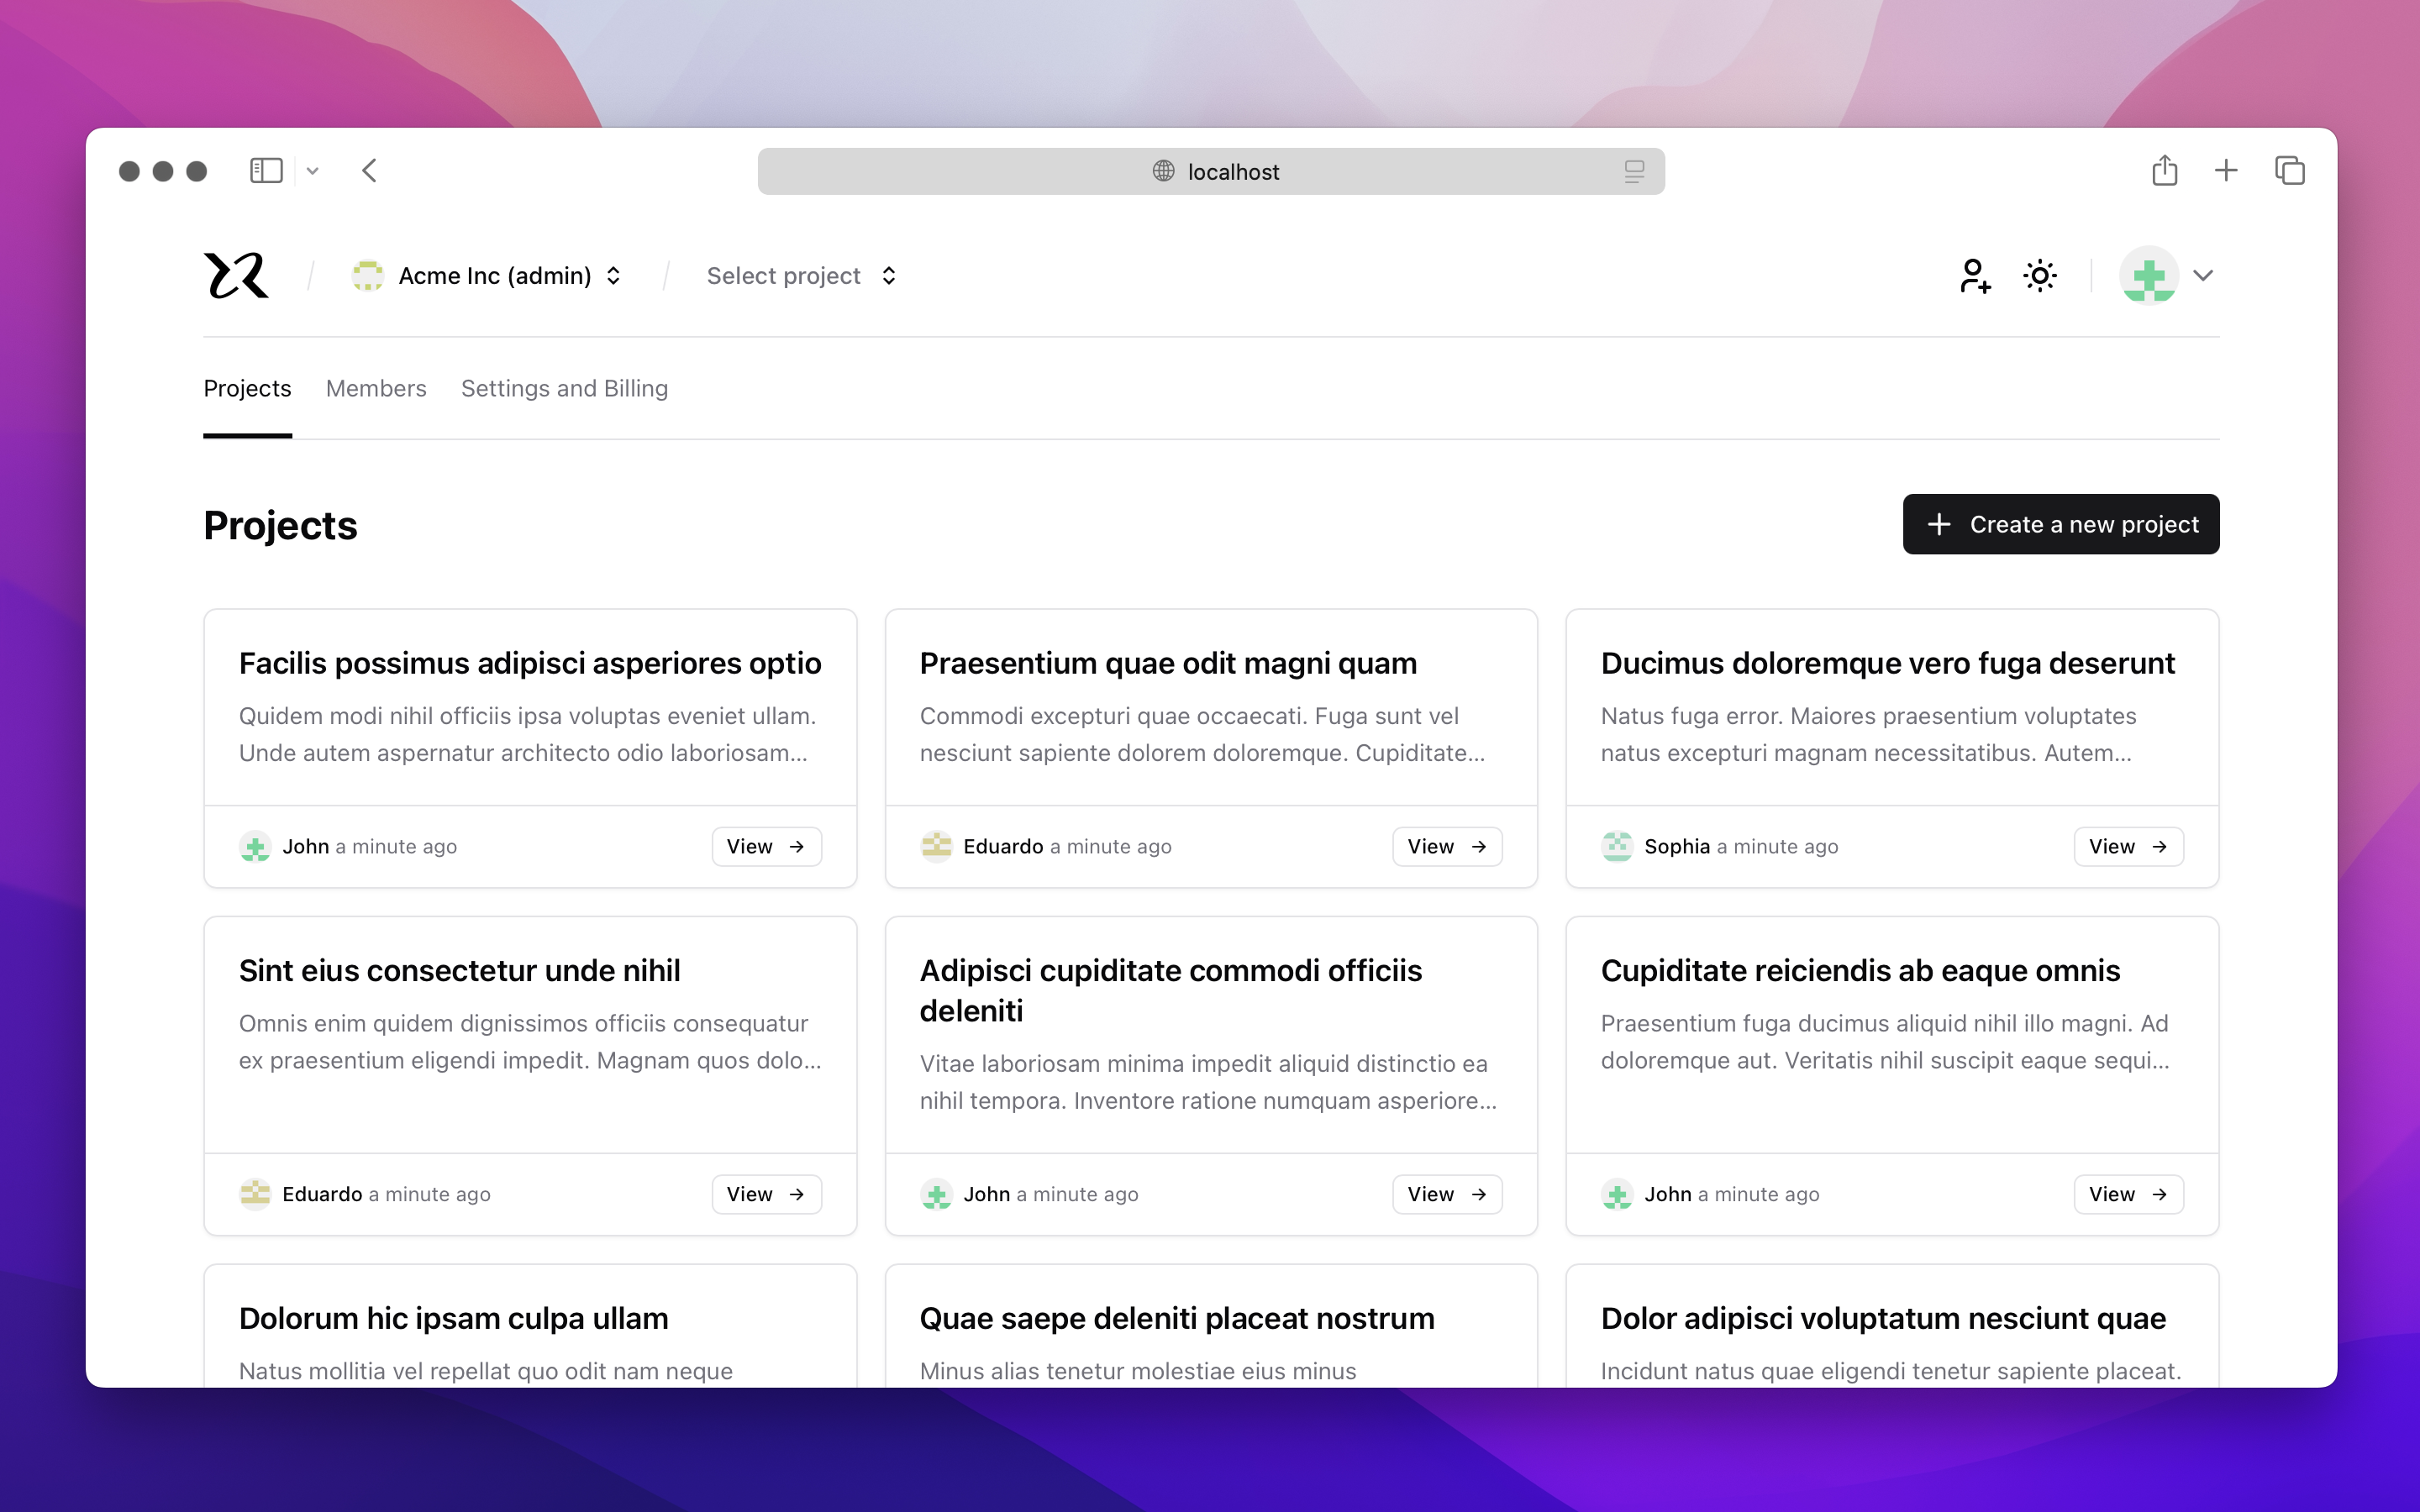 localhost
Acme Inc (admin)
Select project
Projects
Members
Settings and Billing
Projects
Create a new project
Facilis possimus adipisci asperiores optio
Quidem modi nihil officiis ipsa voluptas eveniet ullam.
Unde autem aspernatur architecto odio laboriosam...
John a minute ago
View
Praesentium quae odit magni quam
Commodi excepturi quae occaecati. Fuga sunt vel
nesciunt sapiente dolorem doloremque. Cupiditate...
Eduardo a minute ago
View
Ducimus doloremque vero fuga deserunt
Natus fuga error. Maiores praesentium voluptates
natus excepturi magnam necessitatibus. Autem...
Sophia a minute ago
View
Sint eius consectetur unde nihil
Omnis enim quidem dignissimos officiis consequatur
ex praesentium eligendi impedit. Magnam quos dolo...
Eduardo a minute ago
View
Adipisci cupiditate commodi officiis
deleniti
Vitae laboriosam minima impedit aliquid distinctio ea
nihil tempora. Inventore ratione numquam asperiore...
John a minute ago
View
Cupiditate reiciendis ab eaque omnis
Praesentium fuga ducimus aliquid nihil illo magni. Ad
doloremque aut. Veritatis nihil suscipit eaque sequi...
John a minute ago
View
Dolorum hic ipsam culpa ullam
Natus mollitia vel repellat quo odit nam neque
Quae saepe deleniti placeat nostrum
Minus alias tenetur molestiae eius minus
Dolor adipisci voluptatum nesciunt quae
Incidunt natus quae eligendi tenetur sapiente placeat.